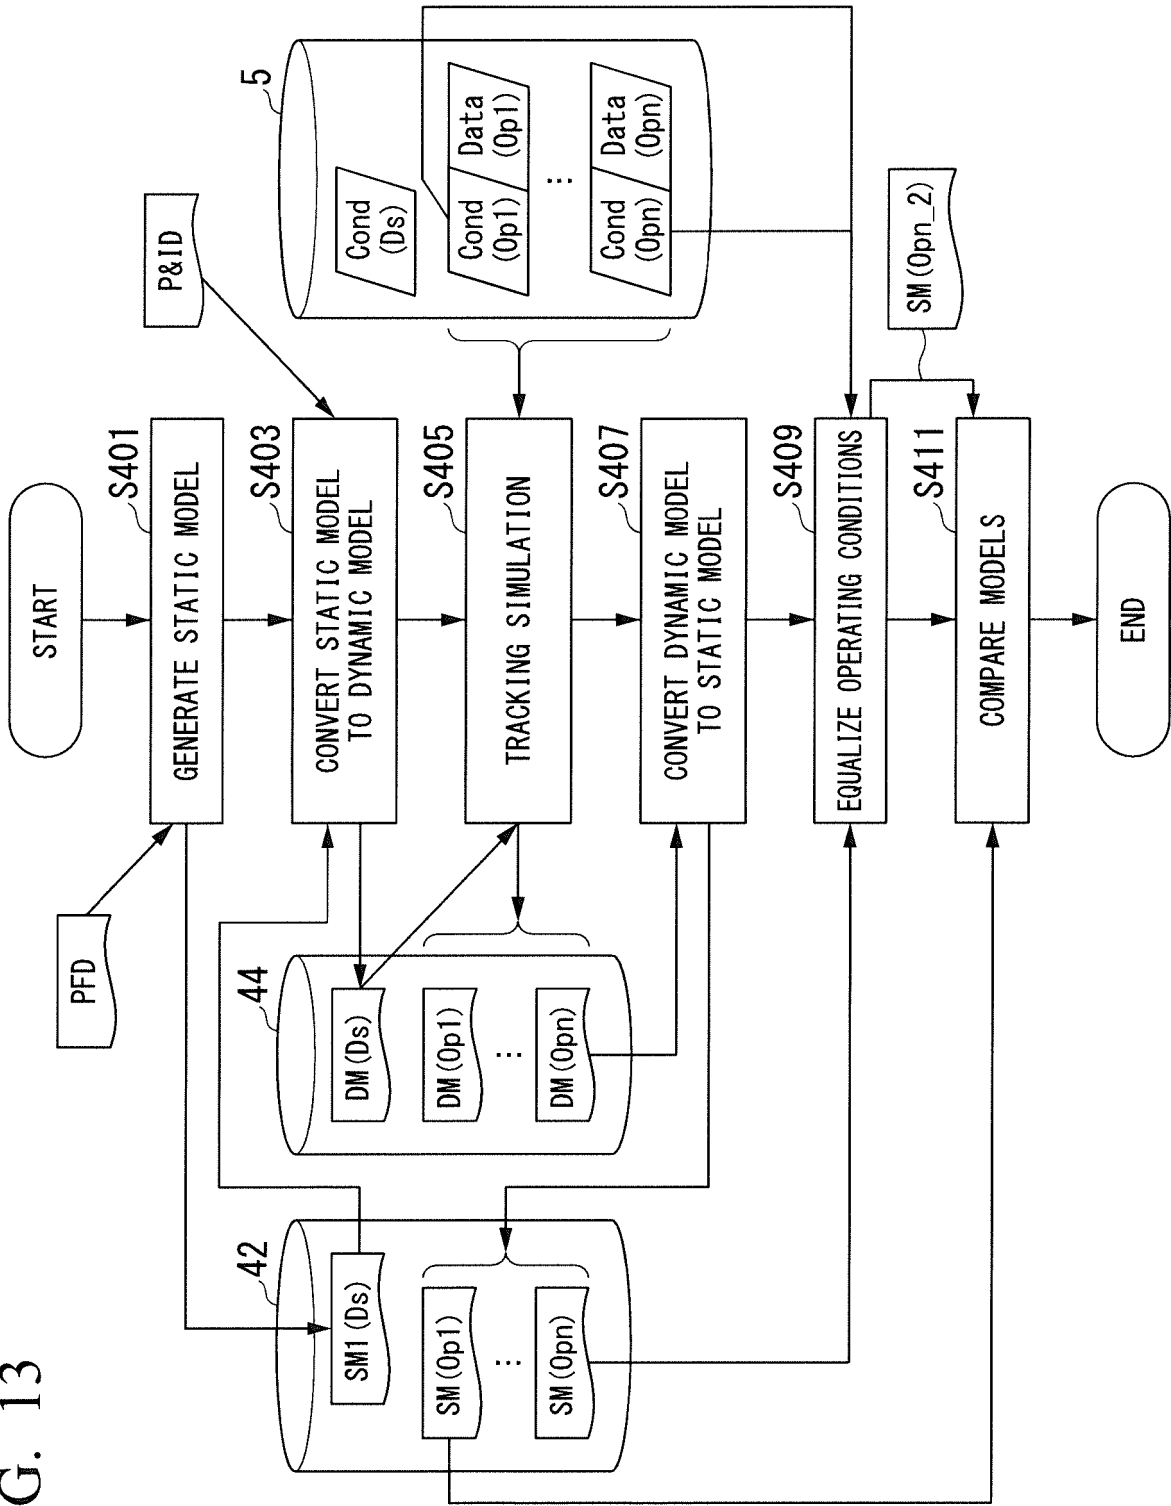 G. 13
START
S401
GENERATE STATIC MODEL
PFD
P&ID
S403
CONVERT STATIC MODEL
TO DYNAMIC MODEL
S405
TRACKING SIMULATION
S407
CONVERT DYNAMIC MODEL
TO STATIC MODEL
S409
EQUALIZE OPERATING CONDITIONS
S411
COMPARE MODELS
END
42
SM1(Ds)
SM(Op1)
⋮
SM(Opn)
44
DM(Ds)
DM(Op1)
⋮
DM(Opn)
5
Cond
(Ds)
Cond
(Op1)
Data
(Op1)
⋮
Cond
(Opn)
Data
(Opn)
SM(Opn_2)